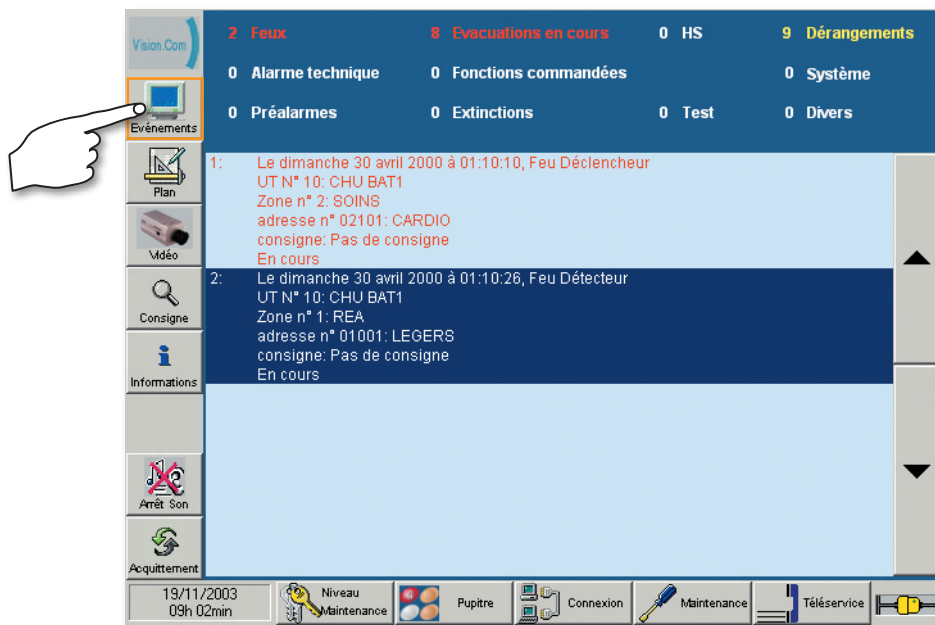 Vision.Com
2 Feux 8 Evacuations en cours 0 HS 9 Dérangements
0 Alarme technique 0 Fonctions commandées 0 Système
0 Préalarmes 0 Extinctions 0 Test 0 Divers
Evénements
Plan
Vidéo
Consigne
Informations
Arrêt Son
Acquittement
1: Le dimanche 30 avril 2000 à 01:10:10, Feu Déclencheur
UT N° 10: CHU BAT1
Zone n° 2: SOINS
adresse n° 02101: CARDIO
consigne: Pas de consigne
En cours
2: Le dimanche 30 avril 2000 à 01:10:26, Feu Détecteur
UT N° 10: CHU BAT1
Zone n° 1: REA
adresse n° 01001: LEGERS
consigne: Pas de consigne
En cours
19/11/2003
09h 02min
Niveau
Maintenance
Pupitre
Connexion
Maintenance
Téléservice